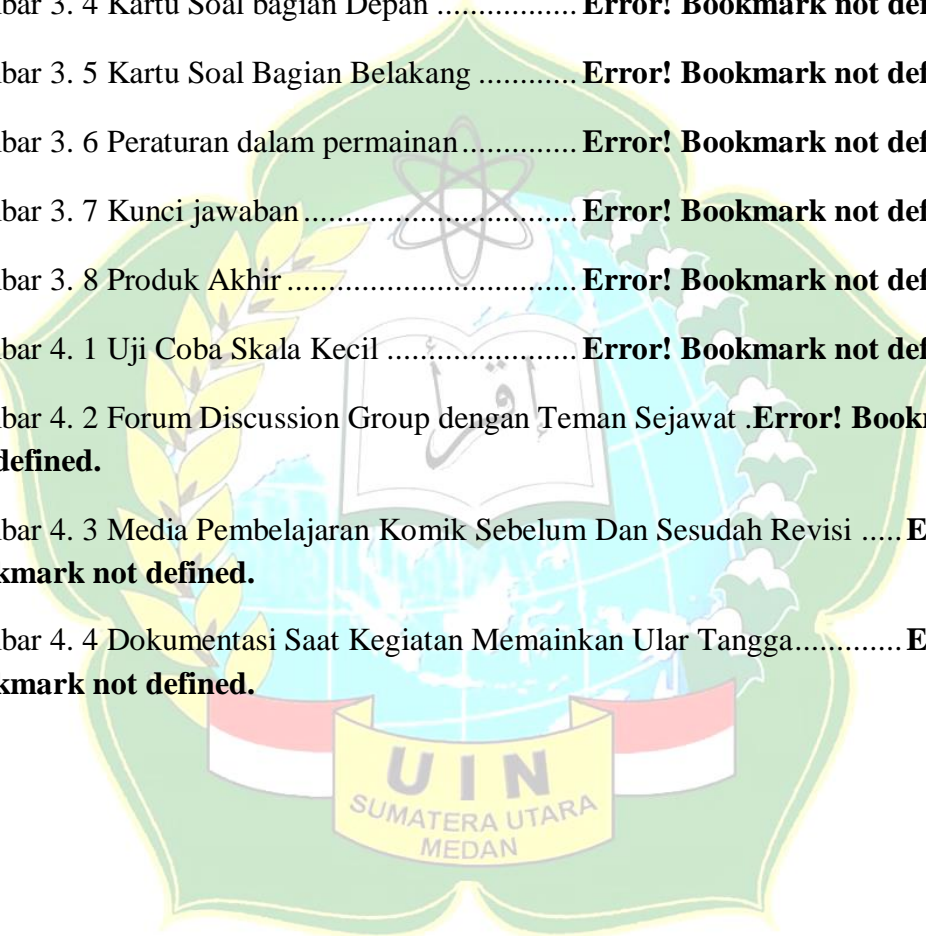 bar 3. 4 Kartu Soal bagian Depan ................. Error! Bookmark not def
bar 3. 5 Kartu Soal Bagian Belakang ............ Error! Bookmark not def
bar 3. 6 Peraturan dalam permainan .............. Error! Bookmark not def
bar 3. 7 Kunci jawaban ................................. Error! Bookmark not def
bar 3. 8 Produk Akhir ................................... Error! Bookmark not def
bar 4. 1 Uji Coba Skala Kecil ....................... Error! Bookmark not def
bar 4. 2 Forum Discussion Group dengan Teman Sejawat .Error! Book
defined.
bar 4. 3 Media Pembelajaran Komik Sebelum Dan Sesudah Revisi ..... E
kmark not defined.
bar 4. 4 Dokumentasi Saat Kegiatan Memainkan Ular Tangga............. E
kmark not defined.
إقرأ
UIN
SUMATERA UTARA
MEDAN